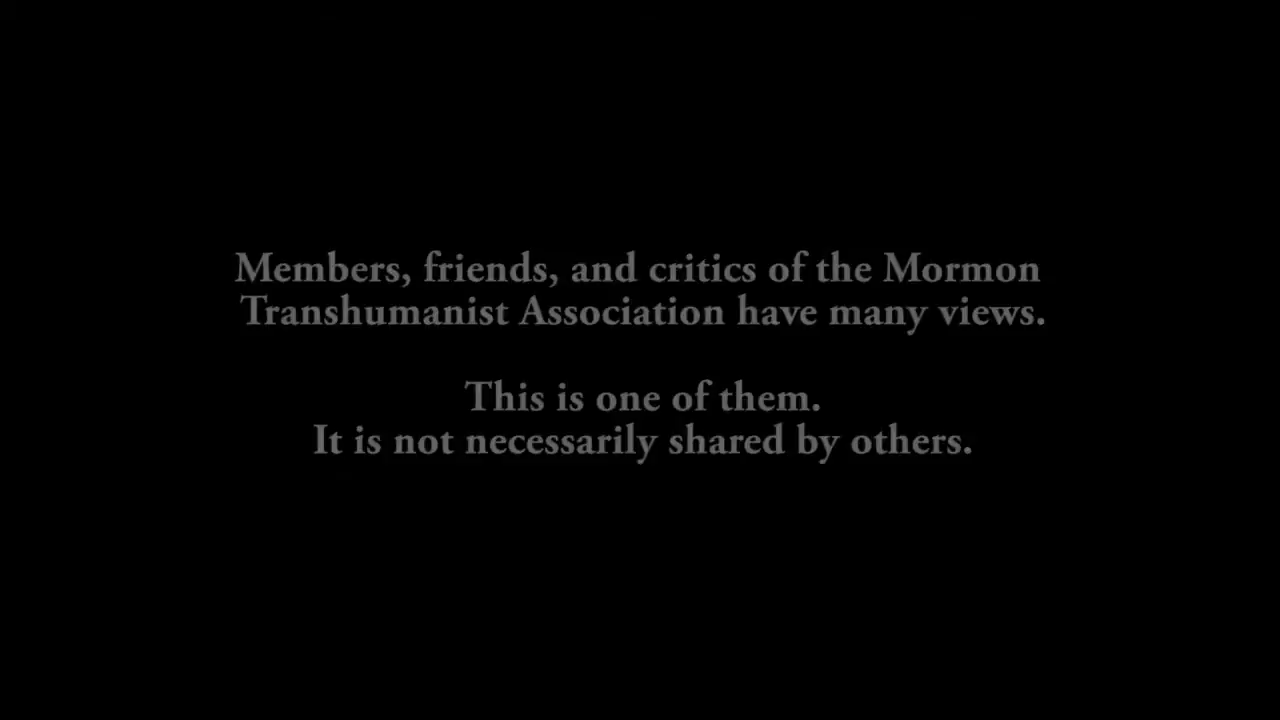 Members, friends, and critics of the Mormon
Transhumanist Association have many views.
This is one of them.
It is not necessarily shared by others.